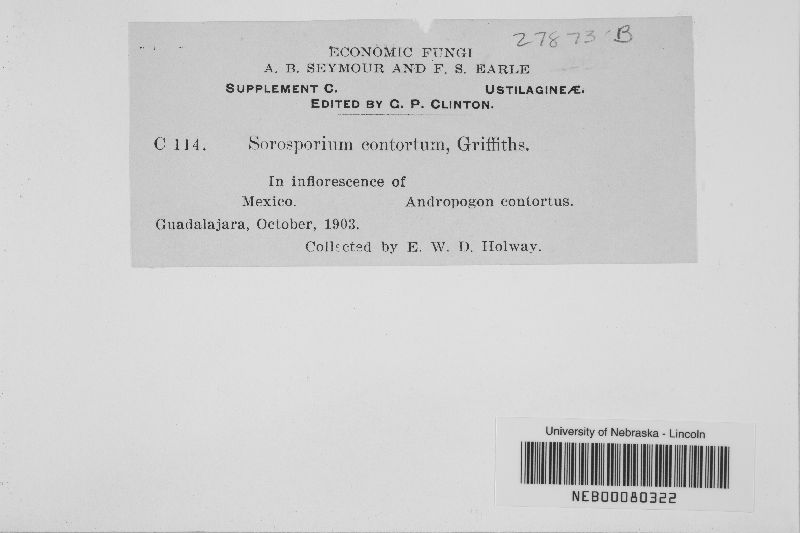 27873 B
ECONOMIC FUNGI
A. B. SEYMOUR AND F. S. EARLE
SUPPLEMENT C. USTILAGINEÆ.
EDITED BY G. P. CLINTON.
C 114. Sorosporium contortum, Griffiths.
In inflorescence of
Mexico. Andropogon contortus.
Guadalajara, October, 1903.
Collected by E. W. D. Holway.
University of Nebraska - Lincoln
NEB00080322